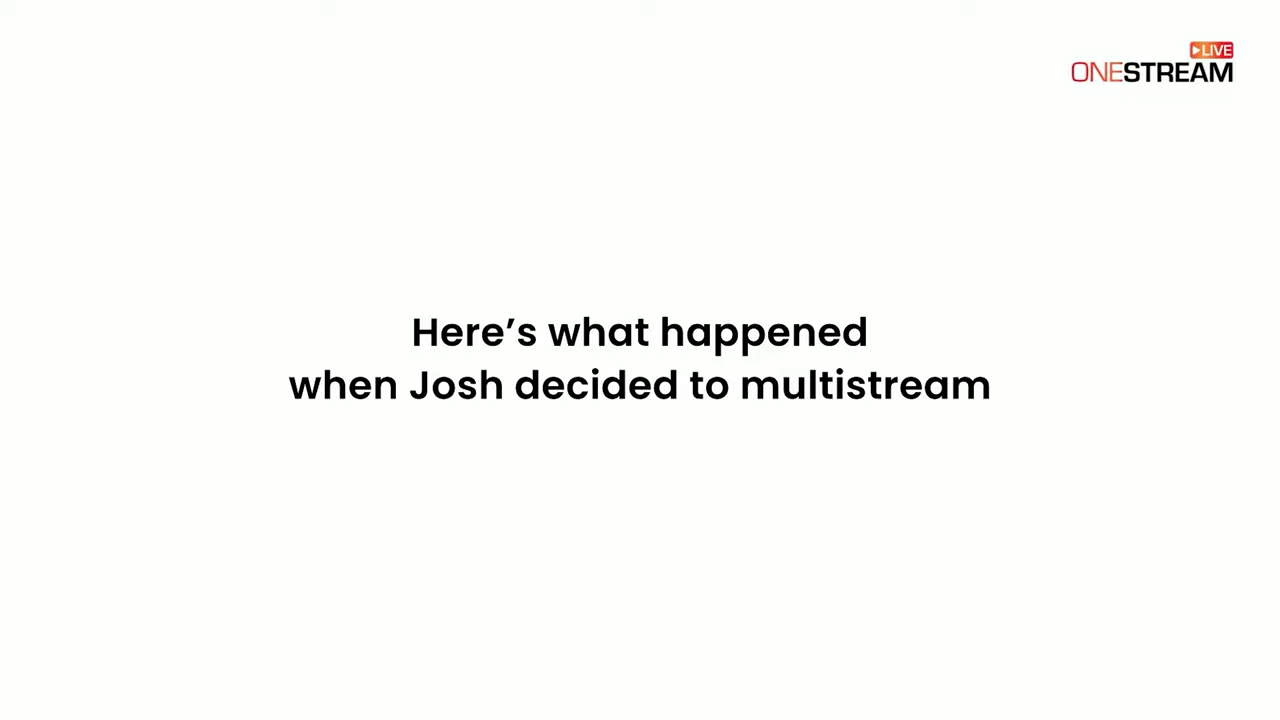 LIVE
ONESTREAM
Here’s what happened
when Josh decided to multistream